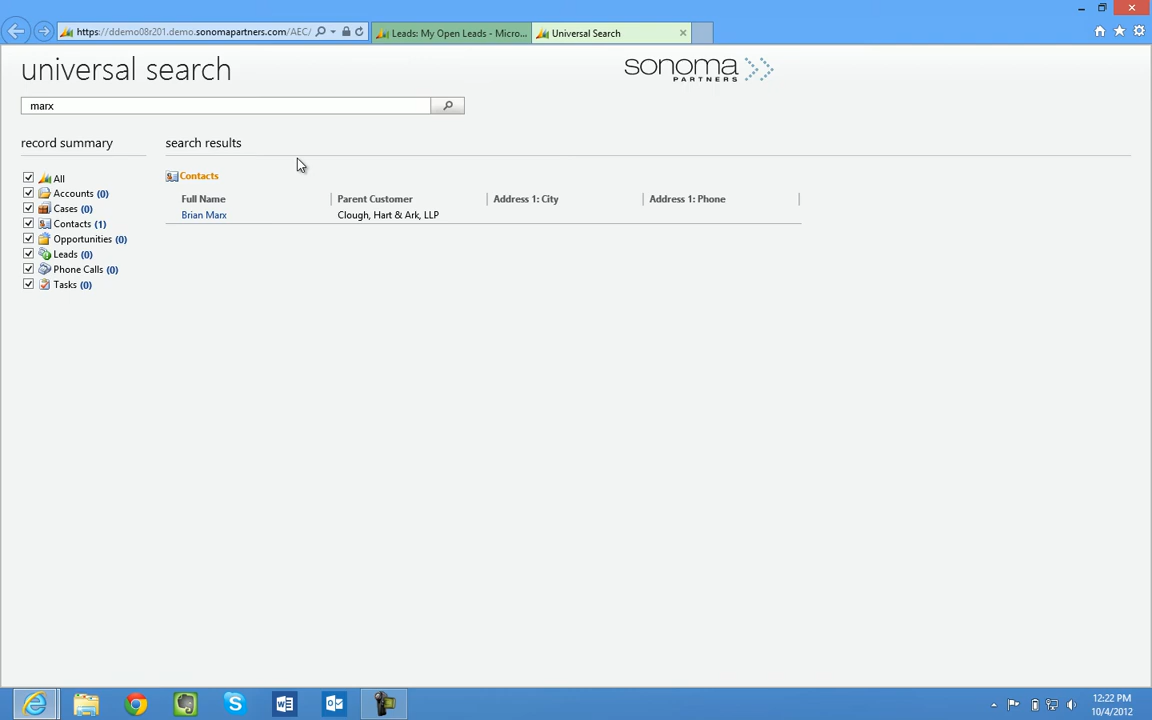 https://ddemo08r201.demo.sonomapartners.com/AEC/
Leads: My Open Leads - Micro...
Universal Search
universal search
sonoma
PARTNERS
marx
record summary
search results
All
Accounts (0)
Cases (0)
Contacts (1)
Opportunities (0)
Leads (0)
Phone Calls (0)
Tasks (0)
Contacts
Full Name
Parent Customer
Address 1: City
Address 1: Phone
Brian Marx
Clough, Hart & Ark, LLP
12:22 PM
10/4/2012